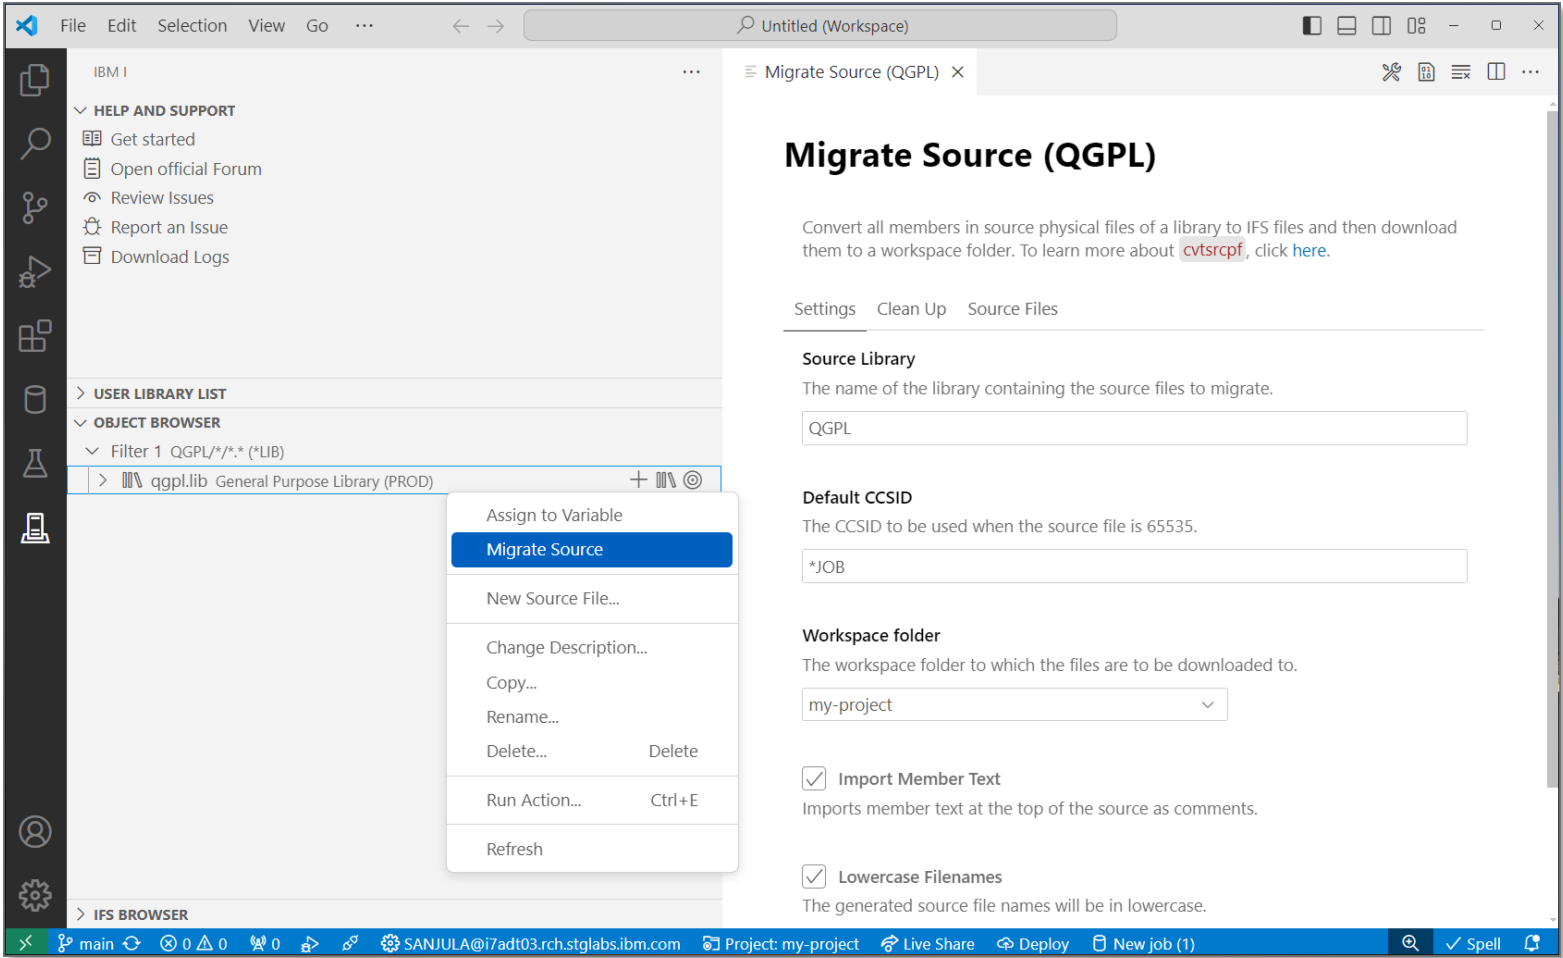 File Edit Selection View Go ···
Untitled (Workspace)
IBM I
Migrate Source (QGPL)
HELP AND SUPPORT
Get started
Open official Forum
Review Issues
Report an Issue
Download Logs
USER LIBRARY LIST
OBJECT BROWSER
Filter 1 QGPL/*/*.* (*LIB)
qgpl.lib General Purpose Library (PROD)
Assign to Variable
Migrate Source
New Source File...
Change Description...
Copy...
Rename...
Delete... Delete
Run Action... Ctrl+E
Refresh
IFS BROWSER
Migrate Source (QGPL)
Convert all members in source physical files of a library to IFS files and then download
them to a workspace folder. To learn more about cvtsrcpf, click here.
Settings Clean Up Source Files
Source Library
The name of the library containing the source files to migrate.
QGPL
Default CCSID
The CCSID to be used when the source file is 65535.
*JOB
Workspace folder
The workspace folder to which the files are to be downloaded to.
my-project
Import Member Text
Imports member text at the top of the source as comments.
Lowercase Filenames
The generated source file names will be in lowercase.
main 0 0 0 SANJULA@i7adt03.rch.stglabs.ibm.com Project: my-project Live Share Deploy New job (1) Spell